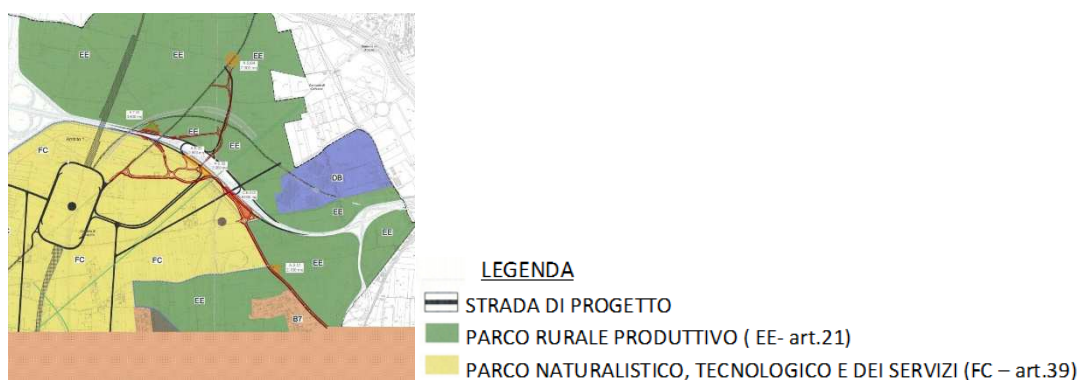 EE
EE
EE
EE
EE
FC
DB
EE
EE
FC
FC
EE
EE
B7
LEGENDA
STRADA DI PROGETTO
PARCO RURALE PRODUTTIVO ( EE- art.21)
PARCO NATURALISTICO, TECNOLOGICO E DEI SERVIZI (FC – art.39)